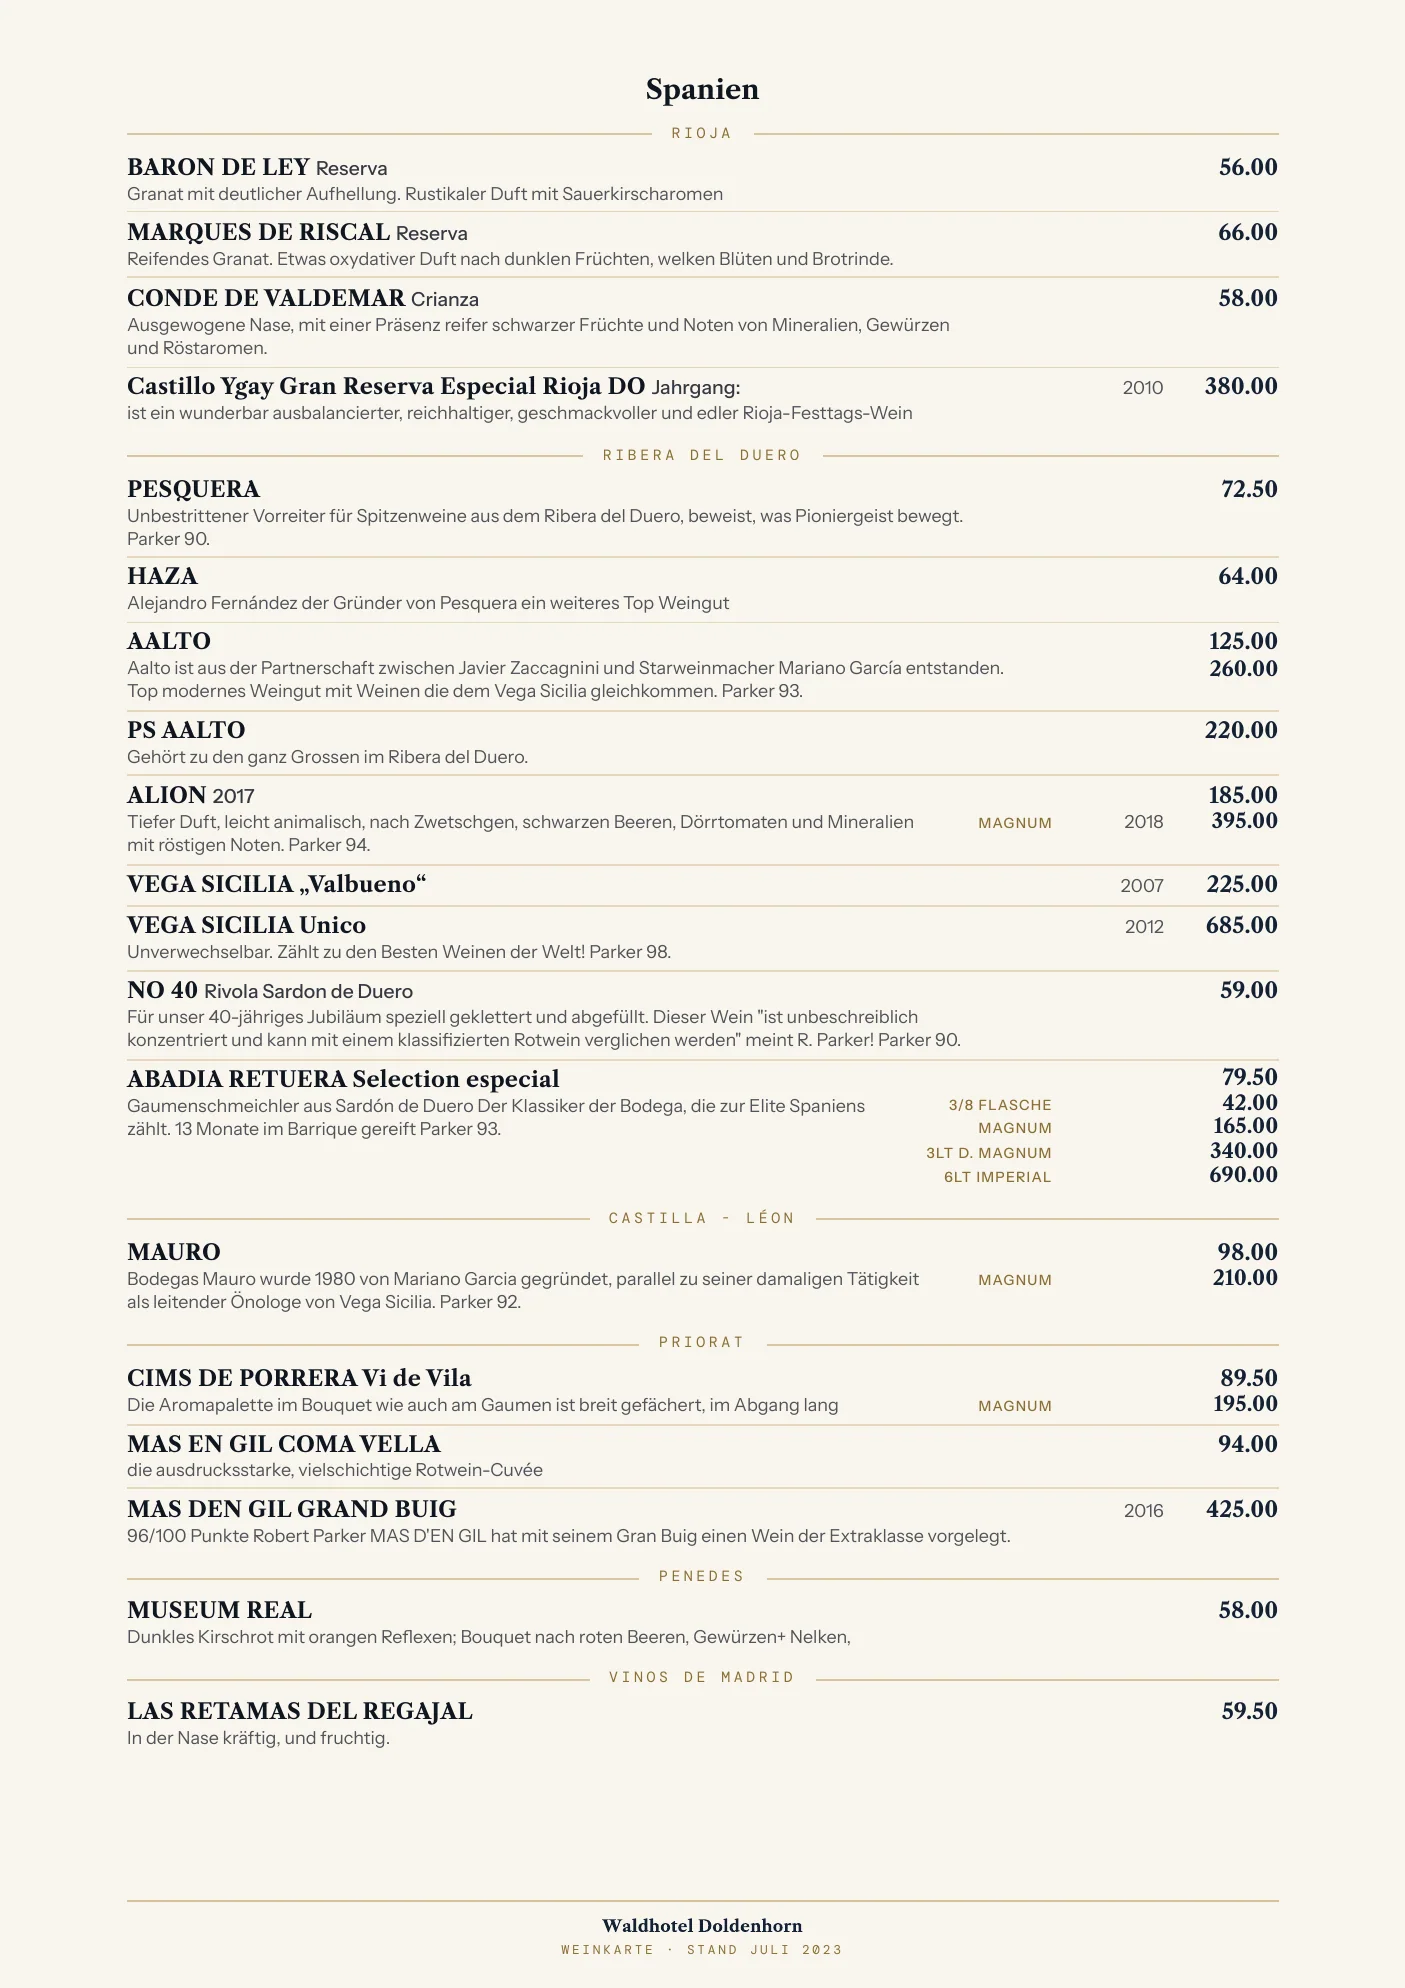 Spanien
RIOJA
BARON DE LEY Reserva 56.00
Granat mit deutlicher Aufhellung. Rustikaler Duft mit Sauerkirscharomen
MARQUES DE RISCAL Reserva 66.00
Reifendes Granat. Etwas oxydativer Duft nach dunklen Früchten, welken Blüten und Brotrinde.
CONDE DE VALDEMAR Crianza 58.00
Ausgewogene Nase, mit einer Präsenz reifer schwarzer Früchte und Noten von Mineralien, Gewürzen
und Röstaromen.
Castillo Ygay Gran Reserva Especial Rioja DO Jahrgang: 2010 380.00
ist ein wunderbar ausbalancierter, reichhaltiger, geschmackvoller und edler Rioja-Festtags-Wein
RIBERA DEL DUERO
PESQUERA 72.50
Unbestrittener Vorreiter für Spitzenweine aus dem Ribera del Duero, beweist, was Pioniergeist bewegt.
Parker 90.
HAZA 64.00
Alejandro Fernández der Gründer von Pesquera ein weiteres Top Weingut
AALTO 125.00
Aalto ist aus der Partnerschaft zwischen Javier Zaccagnini und Starweinmacher Mariano García entstanden. 260.00
Top modernes Weingut mit Weinen die dem Vega Sicilia gleichkommen. Parker 93.
PS AALTO 220.00
Gehört zu den ganz Grossen im Ribera del Duero.
ALION 2017 185.00
Tiefer Duft, leicht animalisch, nach Zwetschgen, schwarzen Beeren, Dörrtomaten und Mineralien MAGNUM 2018 395.00
mit röstigen Noten. Parker 94.
VEGA SICILIA „Valbueno“ 2007 225.00
VEGA SICILIA Unico 2012 685.00
Unverwechselbar. Zählt zu den Besten Weinen der Welt! Parker 98.
NO 40 Rivola Sardon de Duero 59.00
Für unser 40-jähriges Jubiläum speziell geklettert und abgefüllt. Dieser Wein "ist unbeschreiblich
konzentriert und kann mit einem klassifizierten Rotwein verglichen werden" meint R. Parker! Parker 90.
ABADIA RETUERA Selection especial 79.50
Gaumenschmeichler aus Sardón de Duero Der Klassiker der Bodega, die zur Elite Spaniens 3/8 FLASCHE 42.00
zählt. 13 Monate im Barrique gereift Parker 93. MAGNUM 165.00
3LT D. MAGNUM 340.00
6LT IMPERIAL 690.00
CASTILLA - LÉON
MAURO 98.00
Bodegas Mauro wurde 1980 von Mariano Garcia gegründet, parallel zu seiner damaligen Tätigkeit MAGNUM 210.00
als leitender Önologe von Vega Sicilia. Parker 92.
PRIORAT
CIMS DE PORRERA Vi de Vila 89.50
Die Aromapalette im Bouquet wie auch am Gaumen ist breit gefächert, im Abgang lang MAGNUM 195.00
MAS EN GIL COMA VELLA 94.00
die ausdrucksstarke, vielschichtige Rotwein-Cuvée
MAS DEN GIL GRAND BUIG 2016 425.00
96/100 Punkte Robert Parker MAS D'EN GIL hat mit seinem Gran Buig einen Wein der Extraklasse vorgelegt.
PENEDES
MUSEUM REAL 58.00
Dunkles Kirschrot mit orangen Reflexen; Bouquet nach roten Beeren, Gewürzen+ Nelken,
VINOS DE MADRID
LAS RETAMAS DEL REGAJAL 59.50
In der Nase kräftig, und fruchtig.
Waldhotel Doldenhorn
WEINKARTE · STAND JULI 2023